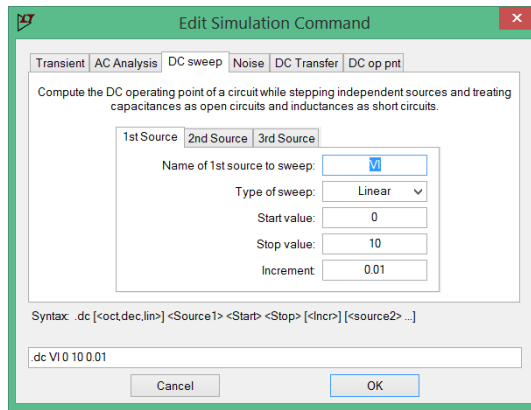 Edit Simulation Command
Transient AC Analysis DC sweep Noise DC Transfer DC op pnt
Compute the DC operating point of a circuit while stepping independent sources and treating
capacitances as open circuits and inductances as short circuits.
1st Source 2nd Source 3rd Source
Name of 1st source to sweep: VI
Type of sweep: Linear
Start value: 0
Stop value: 10
Increment: 0.01
Syntax: .dc [<oct,dec,lin>] <Source1> <Start> <Stop> [<Incr>] [<source2> ...]
.dc VI 0 10 0.01
Cancel OK